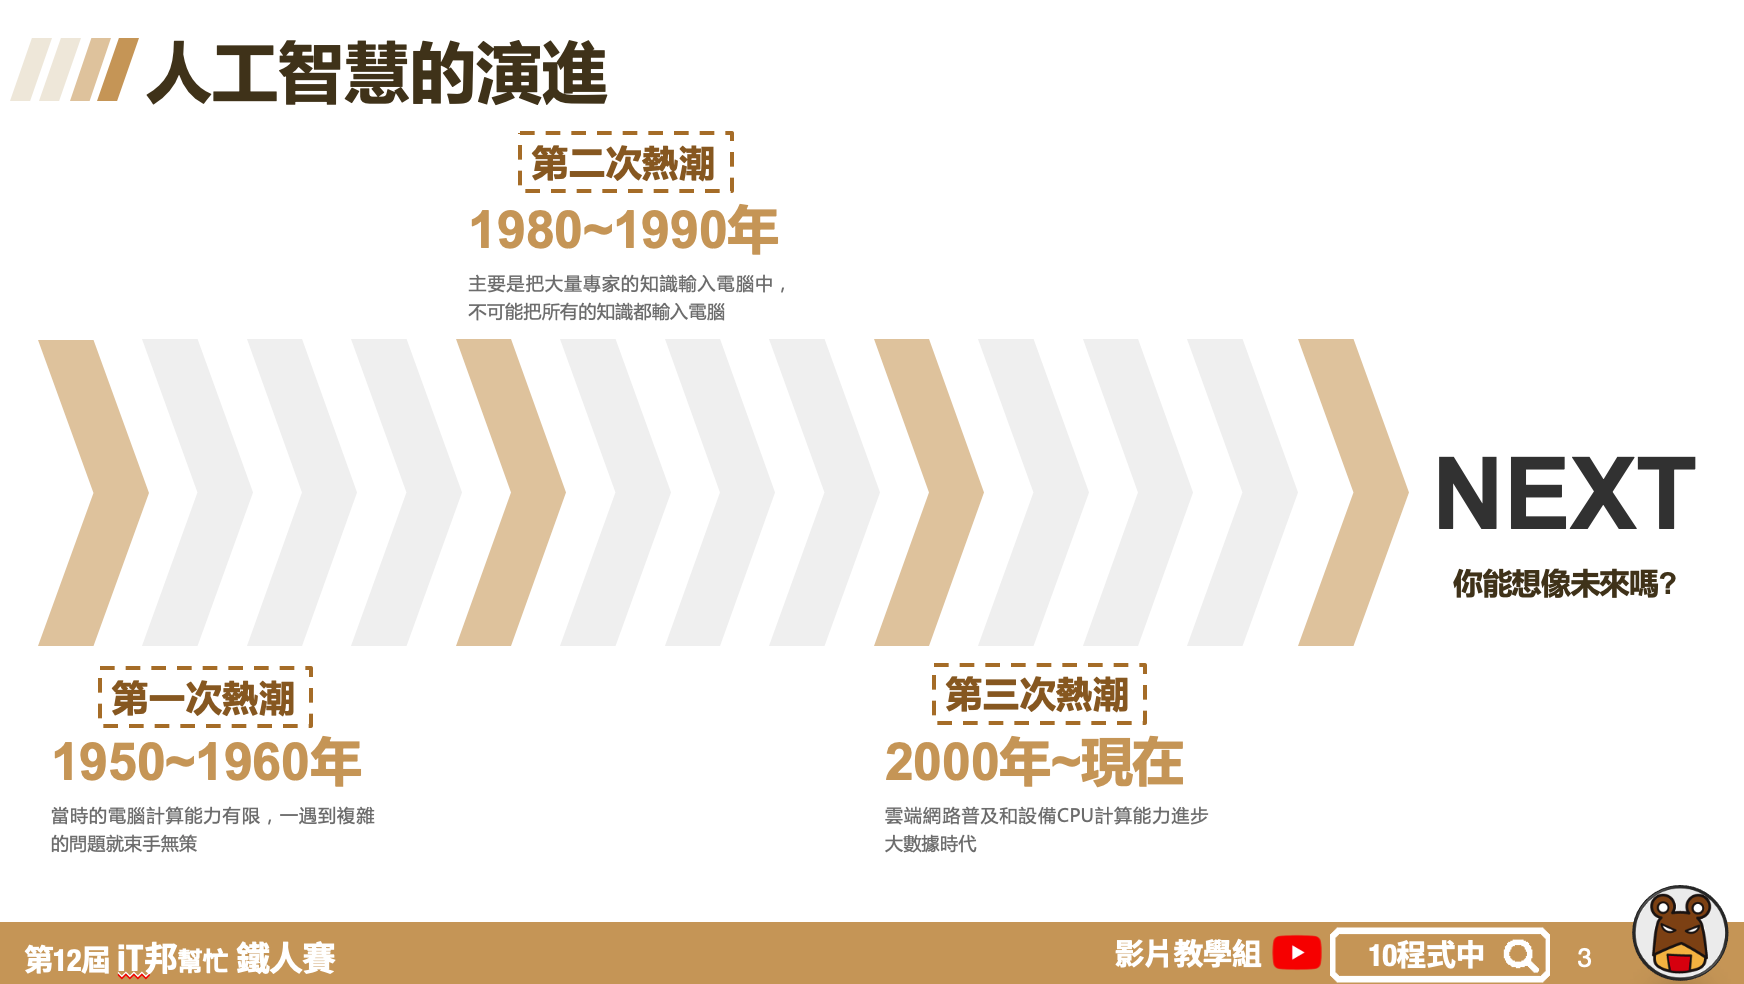 人工智慧的演進
第二次熱潮
1980~1990年
主要是把大量專家的知識輸入電腦中，
不可能把所有的知識都輸入電腦
NEXT
你能想像未來嗎?
第一次熱潮
1950~1960年
當時的電腦計算能力有限，一遇到複雜
的問題就束手無策
第三次熱潮
2000年~現在
雲端網路普及和設備CPU計算能力進步
大數據時代
第12屆 iT邦幫忙 鐵人賽
影片教學組
10程式中
3